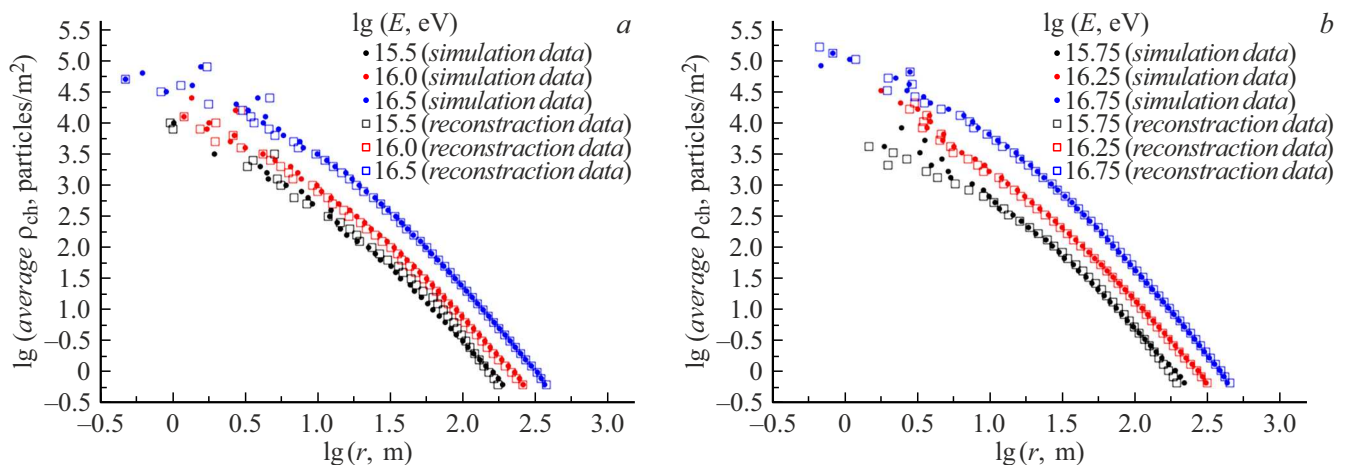 lg (E, eV)
a
15.5 (simulation data)
16.0 (simulation data)
16.5 (simulation data)
15.5 (reconstraction data)
16.0 (reconstraction data)
16.5 (reconstraction data)
lg (average ρch, particles/m²)
5.5
5.0
4.5
4.0
3.5
3.0
2.5
2.0
1.5
1.0
–0.5
0
–0.5
–0.5
0
0.5
1.0
1.5
2.0
2.5
3.0
lg (r, m)
lg (E, eV)
b
15.75 (simulation data)
16.25 (simulation data)
16.75 (simulation data)
15.75 (reconstraction data)
16.25 (reconstraction data)
16.75 (reconstraction data)
lg (average ρch, particles/m²)
5.5
5.0
4.5
4.0
3.5
3.0
2.5
2.0
1.5
1.0
–0.5
0
–0.5
–0.5
0
0.5
1.0
1.5
2.0
2.5
3.0
lg (r, m)